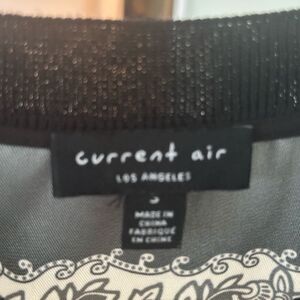 current air
LOS ANGELES
S
MADE IN
CHINA
FABRIQUÉ
EN CHINE